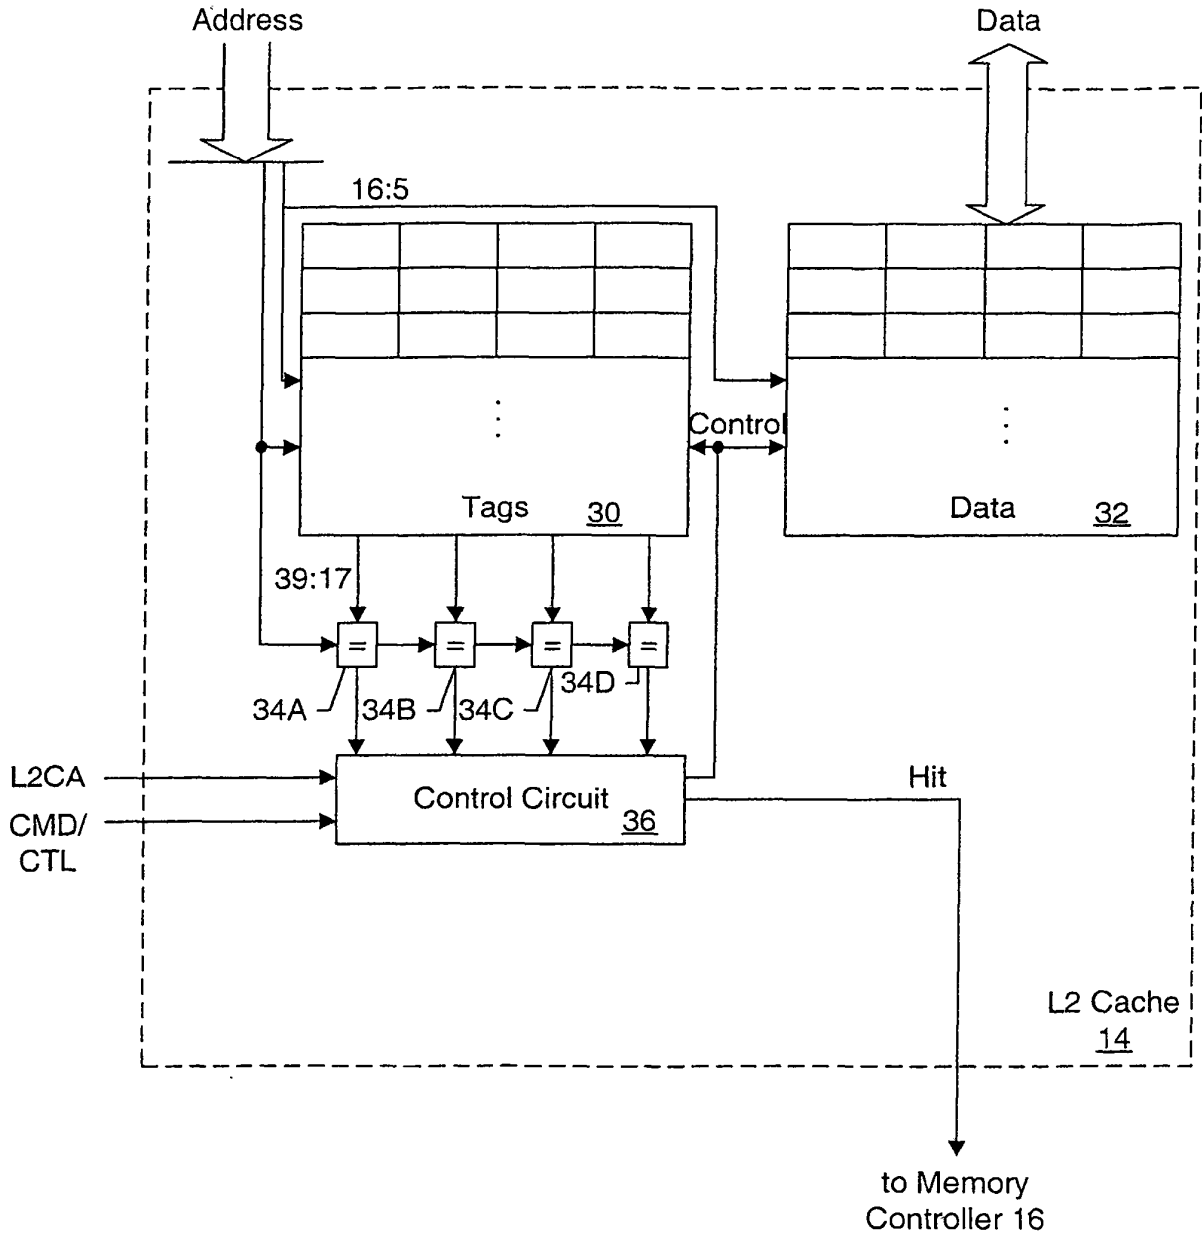 Address
Data
16:5
Control
Tags
30
Data
32
39:17
=
=
=
=
34A
34B
34C
34D
L2CA
CMD/
CTL
Control Circuit
36
Hit
L2 Cache
14
to Memory
Controller 16